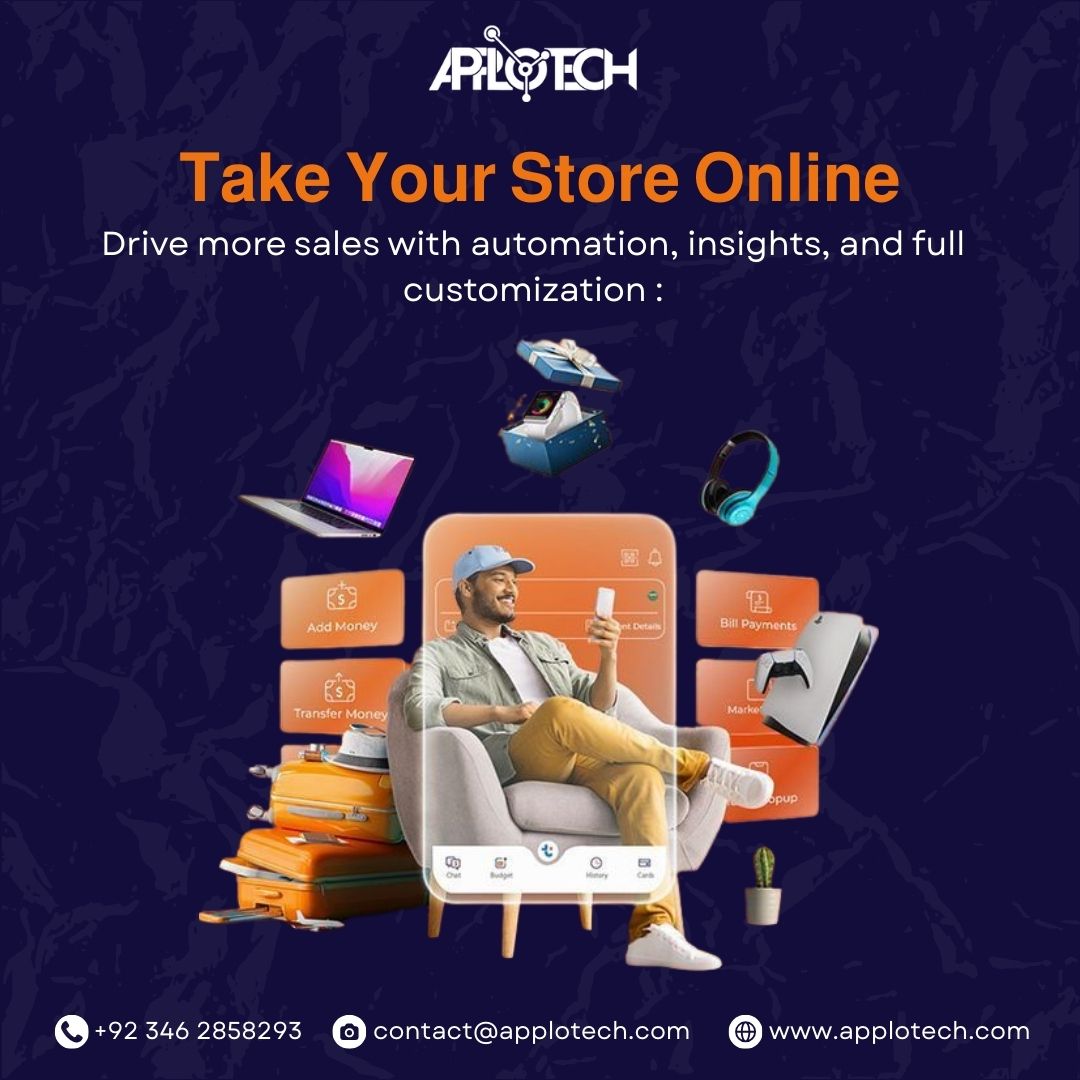 APPLOTECH
Take Your Store Online
Drive more sales with automation, insights, and full
customization :
Add Money
Transfer Money
Details
Bill Payments
Chat
Budget
History
Cards
+92 346 2858293
contact@applotech.com
www.applotech.com